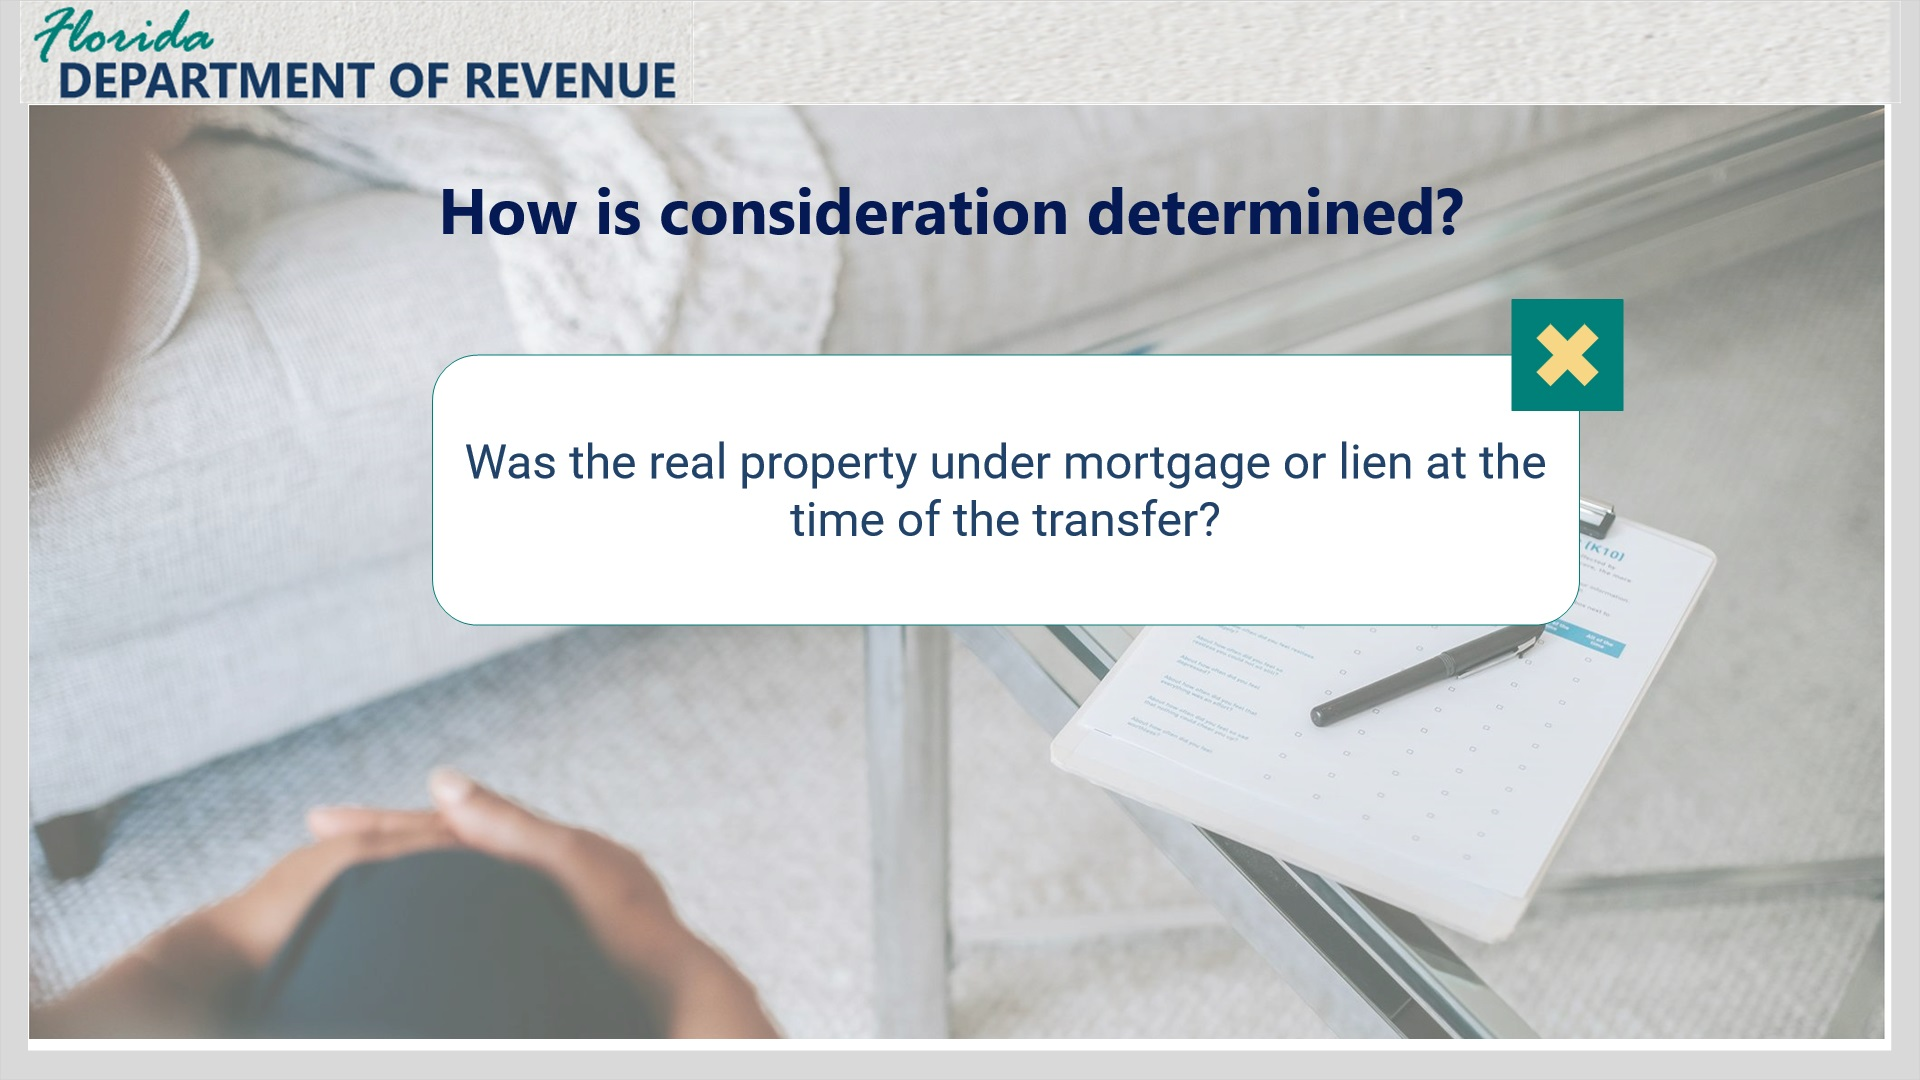 Florida
DEPARTMENT OF REVENUE
How is consideration determined?
Was the real property under mortgage or lien at the
time of the transfer?
(K10)